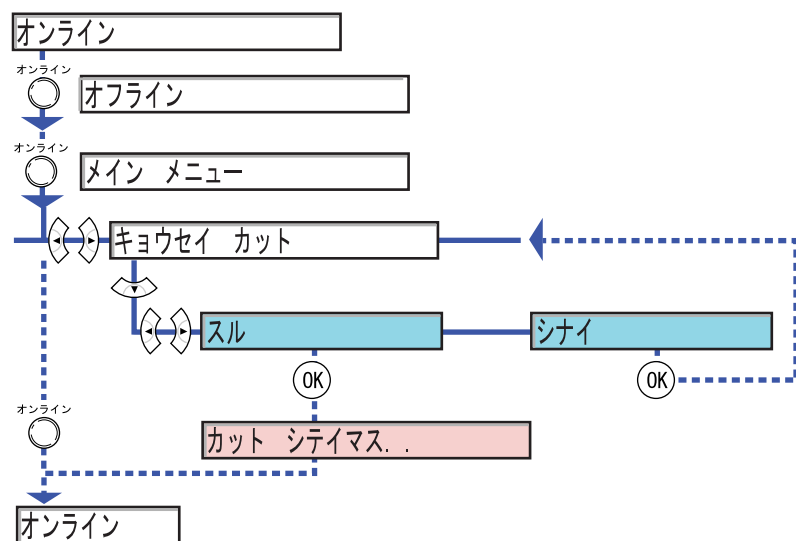 オンライン
オンライン
オフライン
オンライン
メイン　メニュー
キョウセイ　カット
スル
シナイ
OK
OK
オンライン
カッ　シテイマス．．
オンライン